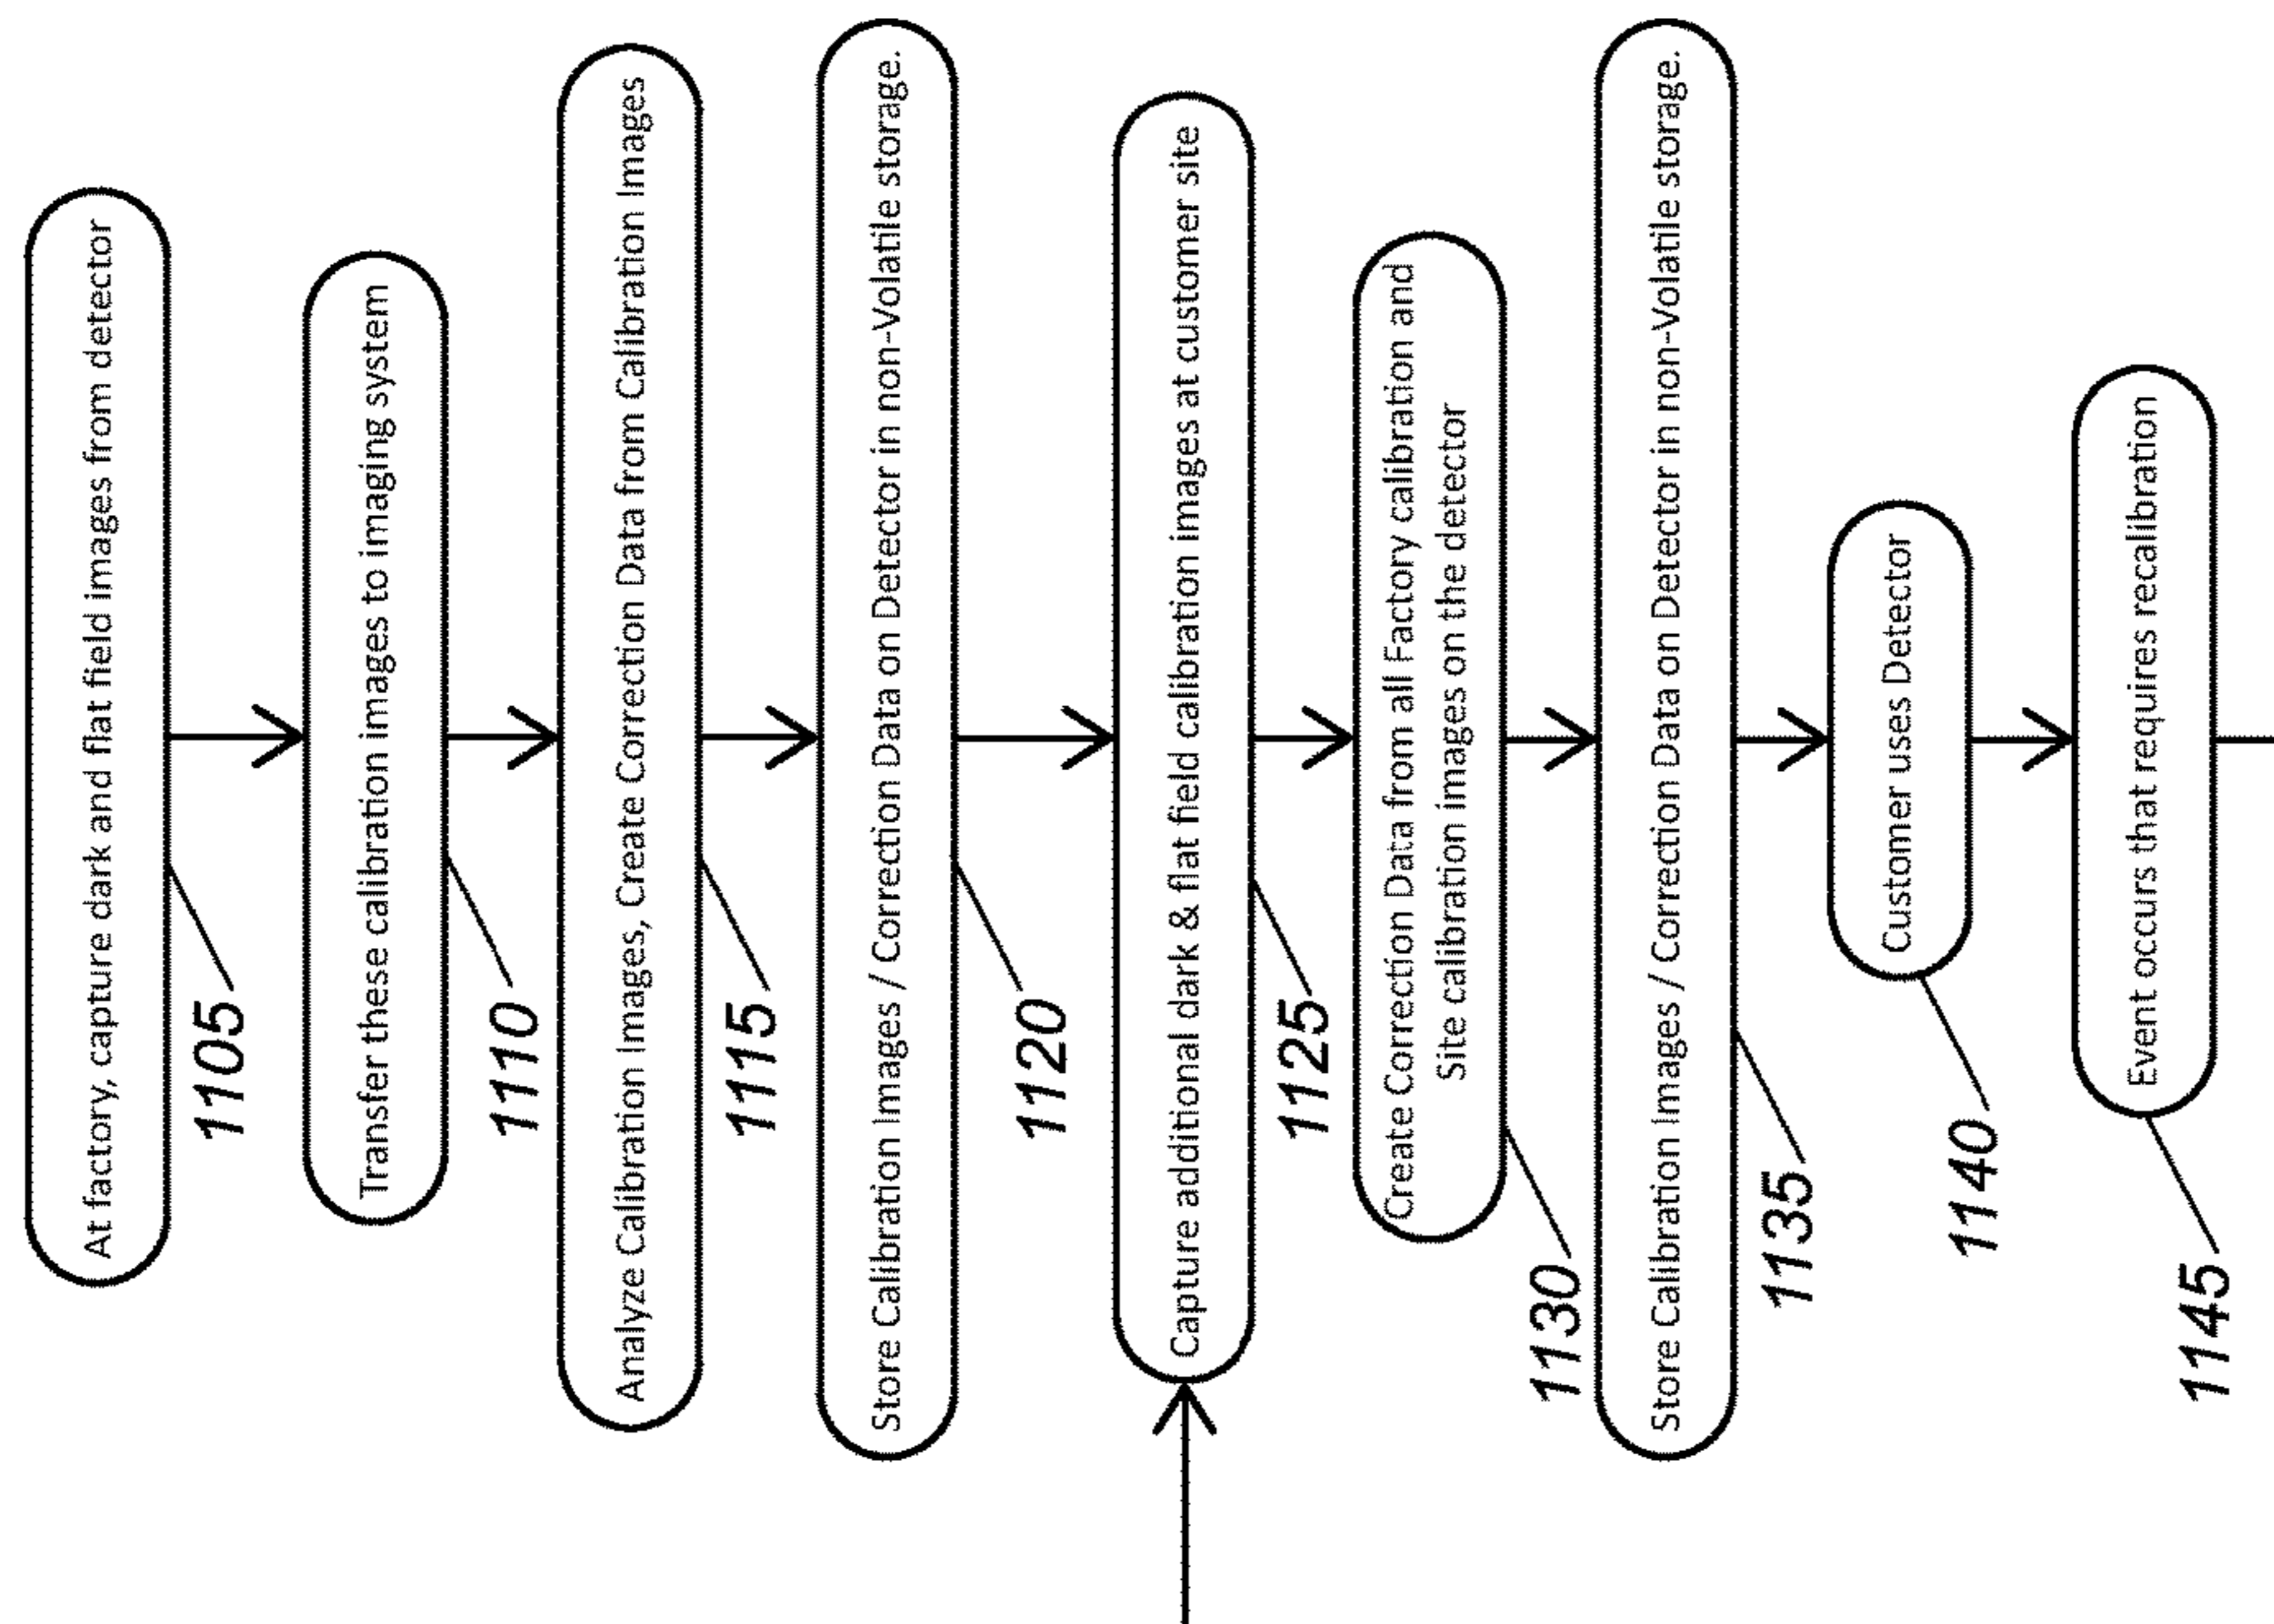 At factory, capture dark and flat field images from detector
1105
Transfer these calibration images to imaging system
1110
Analyze Calibration Images, Create Correction Data from Calibration Images
1115
Store Calibration Images / Correction Data on Detector in non-Volatile storage.
1120
Capture additional dark & flat field calibration images at customer site
1125
Create Correction Data from all Factory calibration and
Site calibration images on the detector
1130
Store Calibration Images / Correction Data on Detector in non-Volatile storage.
1135
Customer uses Detector
1140
Event occurs that requires recalibration
1145